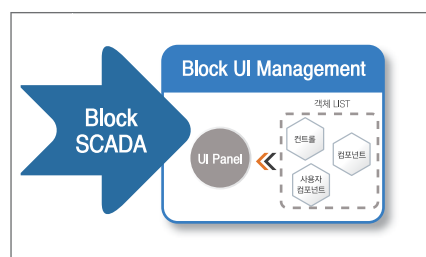 Block UI Management
Block
SCADA
객체 LIST
컨트롤
컴포넌트
UI Panel
사용자
컴포넌트